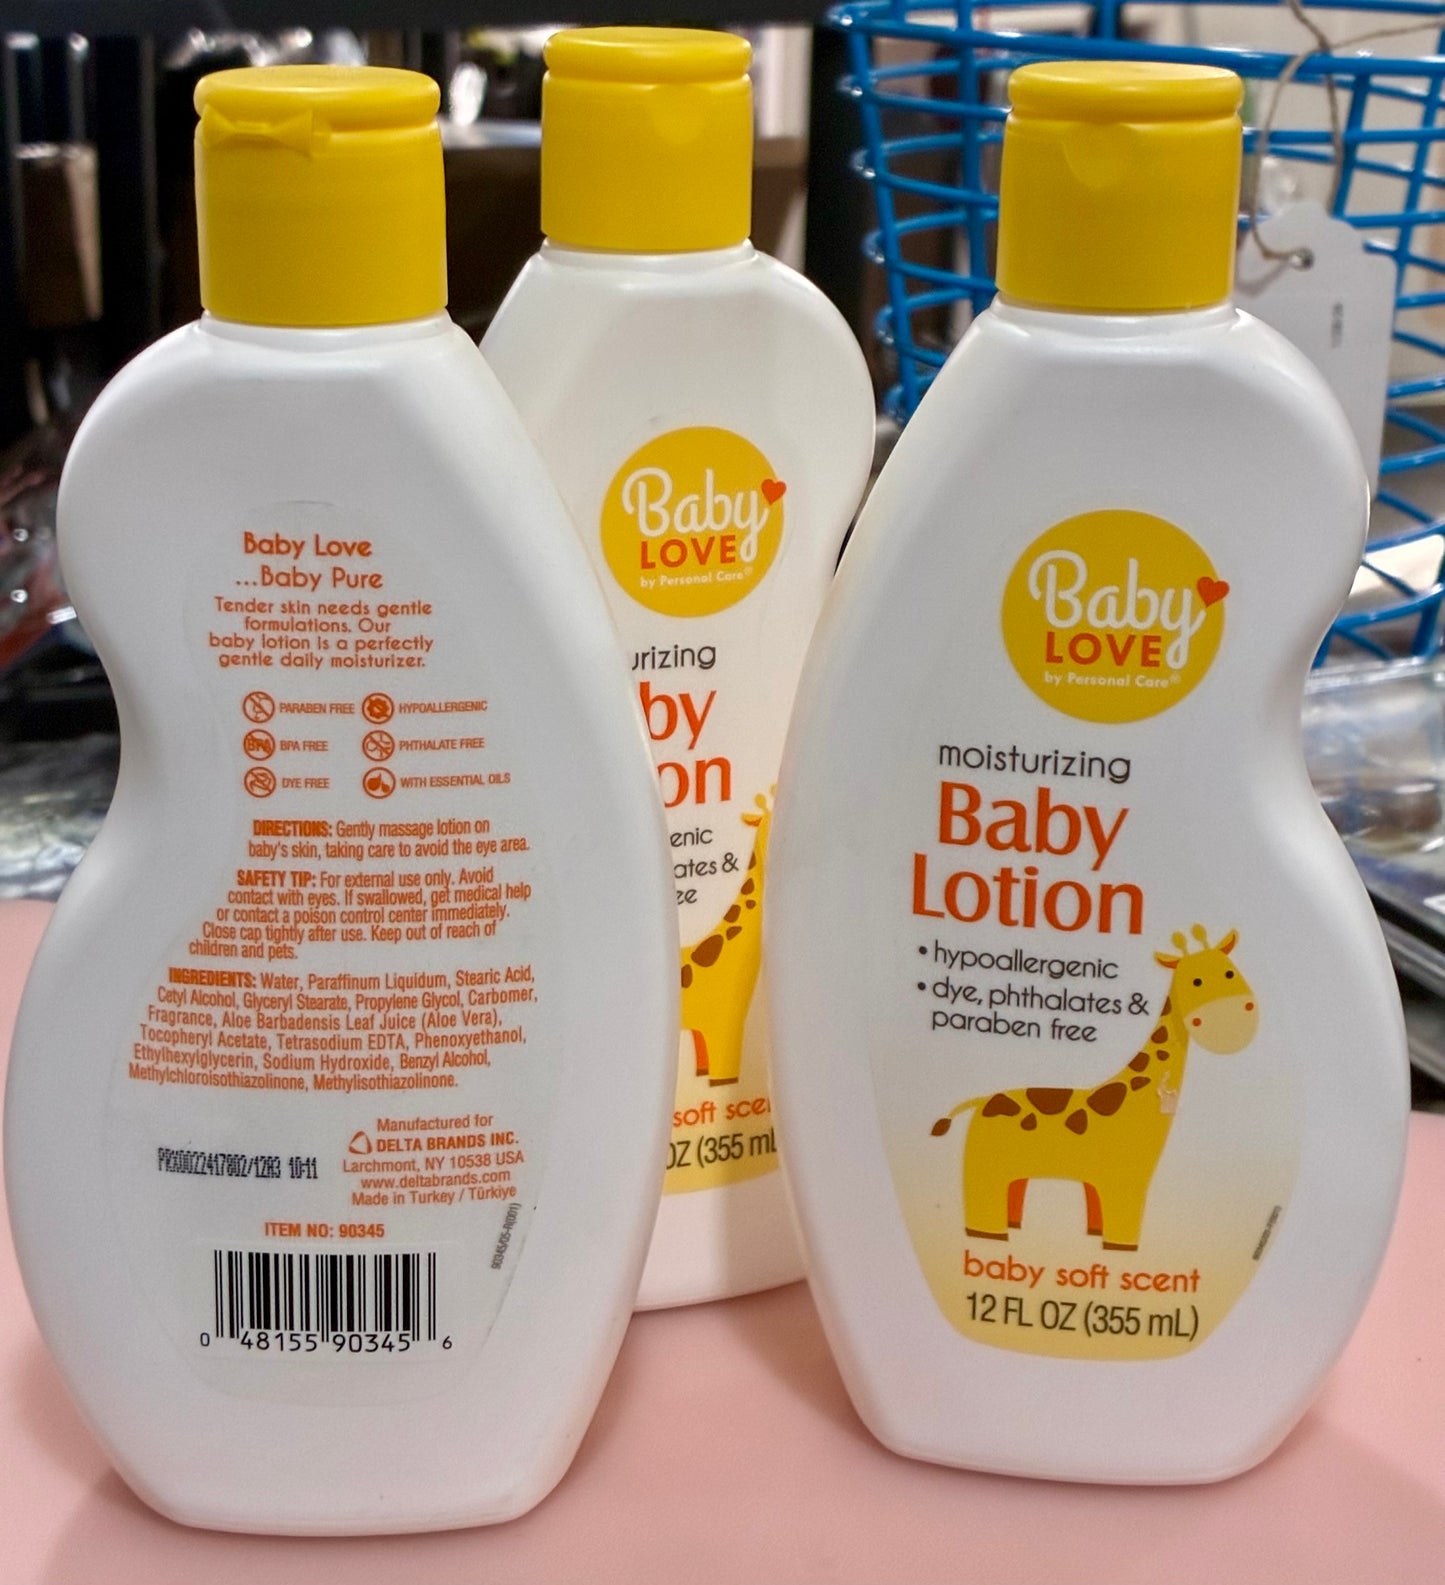 Baby Love
...Baby Pure
Tender skin needs gentle
formulations. Our
baby lotion is a perfectly
gentle daily moisturizer.
PARABEN FREE HYPOALLERGENIC
BPA BPA FREE PHTHALATE FREE
DYE FREE WITH ESSENTIAL OILS
DIRECTIONS: Gently massage lotion on
baby's skin, taking care to avoid the eye area.
SAFETY TIP: For external use only. Avoid
contact with eyes. If swallowed, get medical help
or contact a poison control center immediately.
Close cap tightly after use. Keep out of reach of
children and pets.
INGREDIENTS: Water, Paraffinum Liquidum, Stearic Acid,
Cetyl Alcohol, Glyceryl Stearate, Propylene Glycol, Carbomer,
Fragrance, Aloe Barbadensis Leaf Juice (Aloe Vera),
Tocopheryl Acetate, Tetrasodium EDTA, Phenoxyethanol,
Ethylhexylglycerin, Sodium Hydroxide, Benzyl Alcohol,
Methylchloroisothiazolinone, Methylisothiazolinone.
Manufactured for
DELTA BRANDS INC.
Larchmont, NY 10538 USA
www.deltabrands.com
Made in Turkey / Türkiye
10:11
ITEM NO: 90345
90345/05-R(001)
0 48155 90345 6
Baby
LOVE
by Personal Care®
urizing
by
on
enic
ates &
ee
soft sce
OZ (355 mL
Baby
LOVE
by Personal Care®
moisturizing
Baby
Lotion
• hypoallergenic
• dye, phthalates &
paraben free
baby soft scent
12 FL OZ (355 mL)